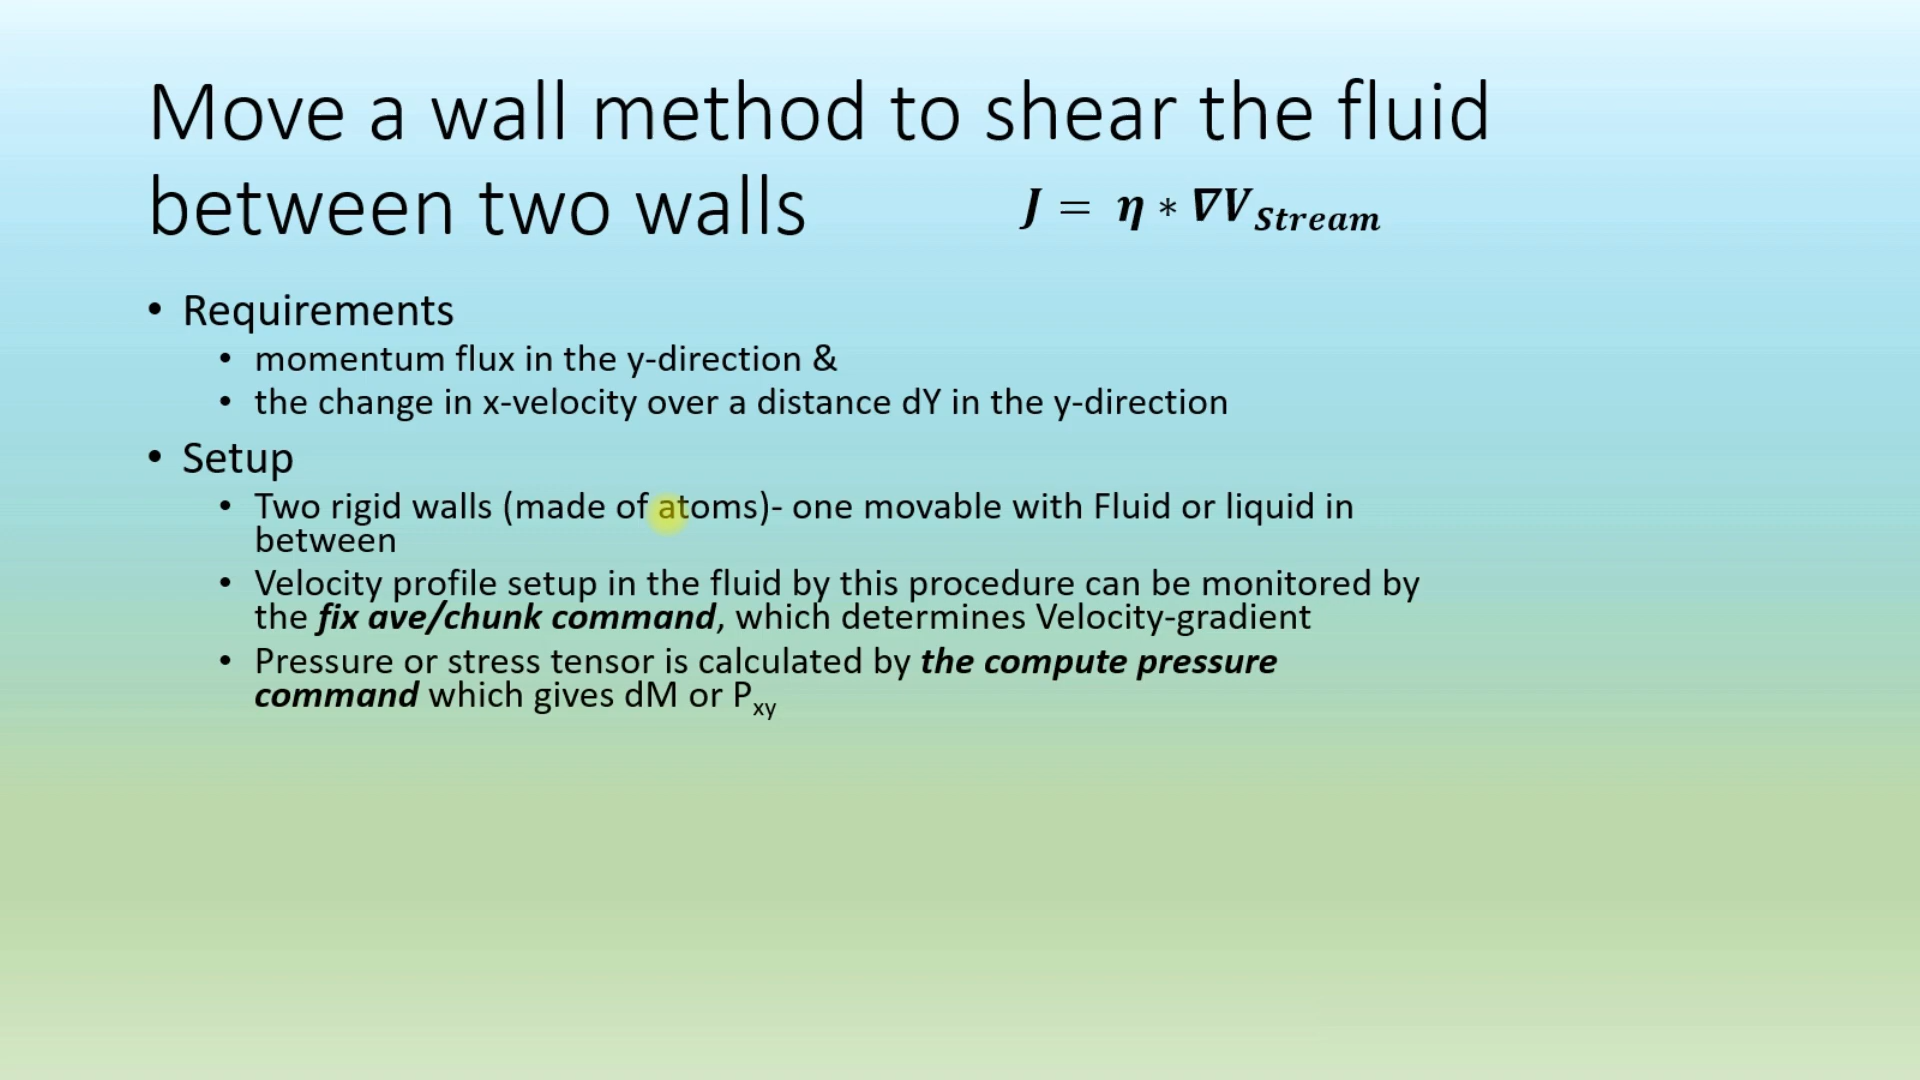 Move a wall method to shear the fluid
between two walls
J = η * ∇V_Stream
• Requirements
• momentum flux in the y-direction &
• the change in x-velocity over a distance dY in the y-direction
• Setup
• Two rigid walls (made of atoms)- one movable with Fluid or liquid in
between
• Velocity profile setup in the fluid by this procedure can be monitored by
the fix ave/chunk command, which determines Velocity-gradient
• Pressure or stress tensor is calculated by the compute pressure
command which gives dM or P_xy